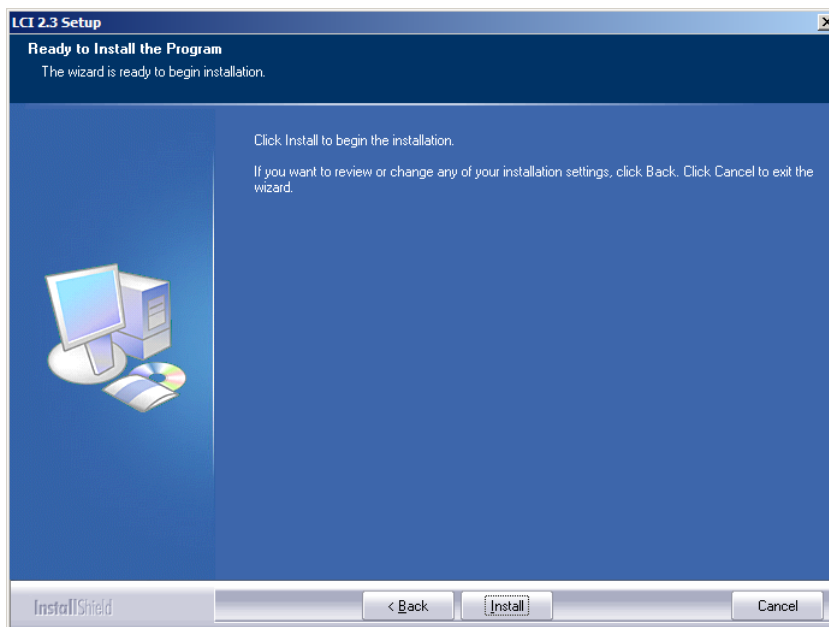 LCI 2.3 Setup
Ready to Install the Program
The wizard is ready to begin installation.
Click Install to begin the installation.
If you want to review or change any of your installation settings, click Back. Click Cancel to exit the
wizard.
InstallShield
< Back
Install
Cancel